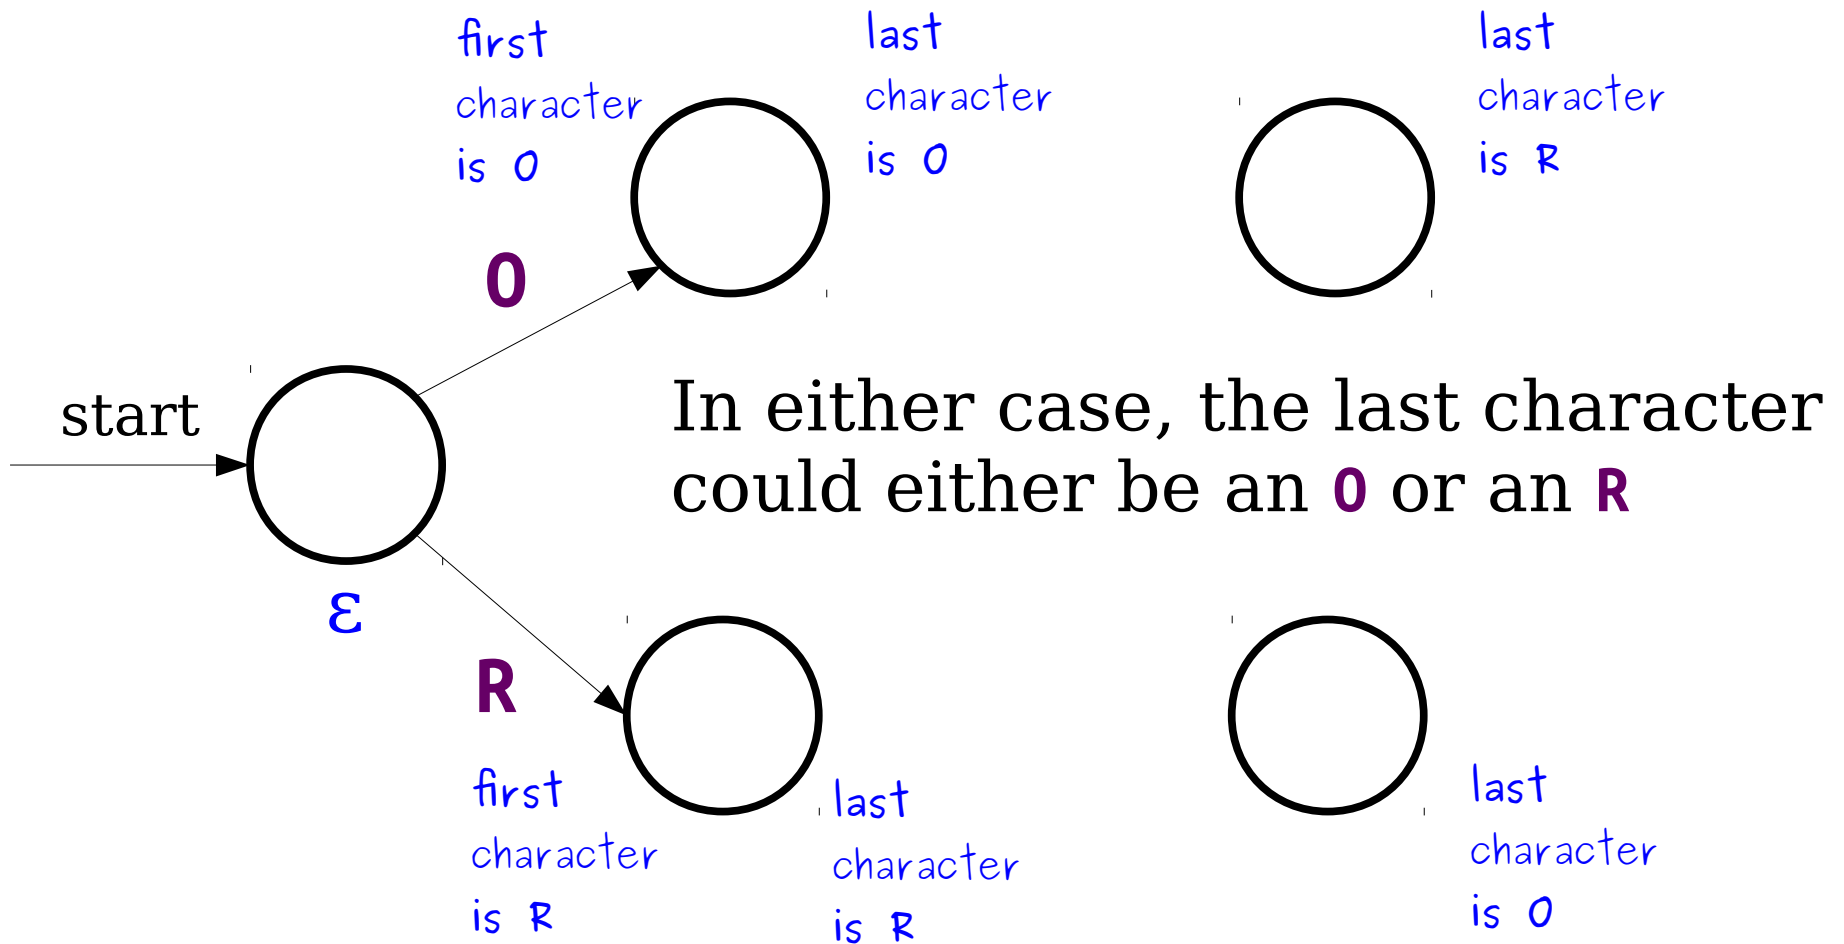 first
character
is O
last
character
is O
last
character
is R
O
start
In either case, the last character
could either be an O or an R
ε
R
first
character
is R
last
character
is R
last
character
is O